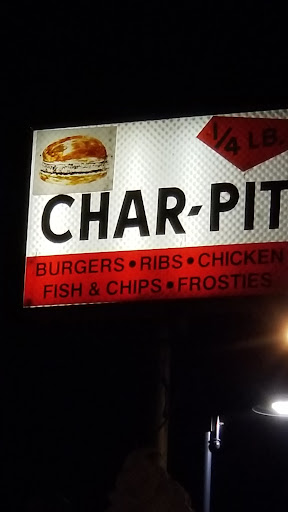 1/4 LB.
CHAR-PIT
BURGERS • RIBS • CHICKEN
FISH & CHIPS • FROSTIES